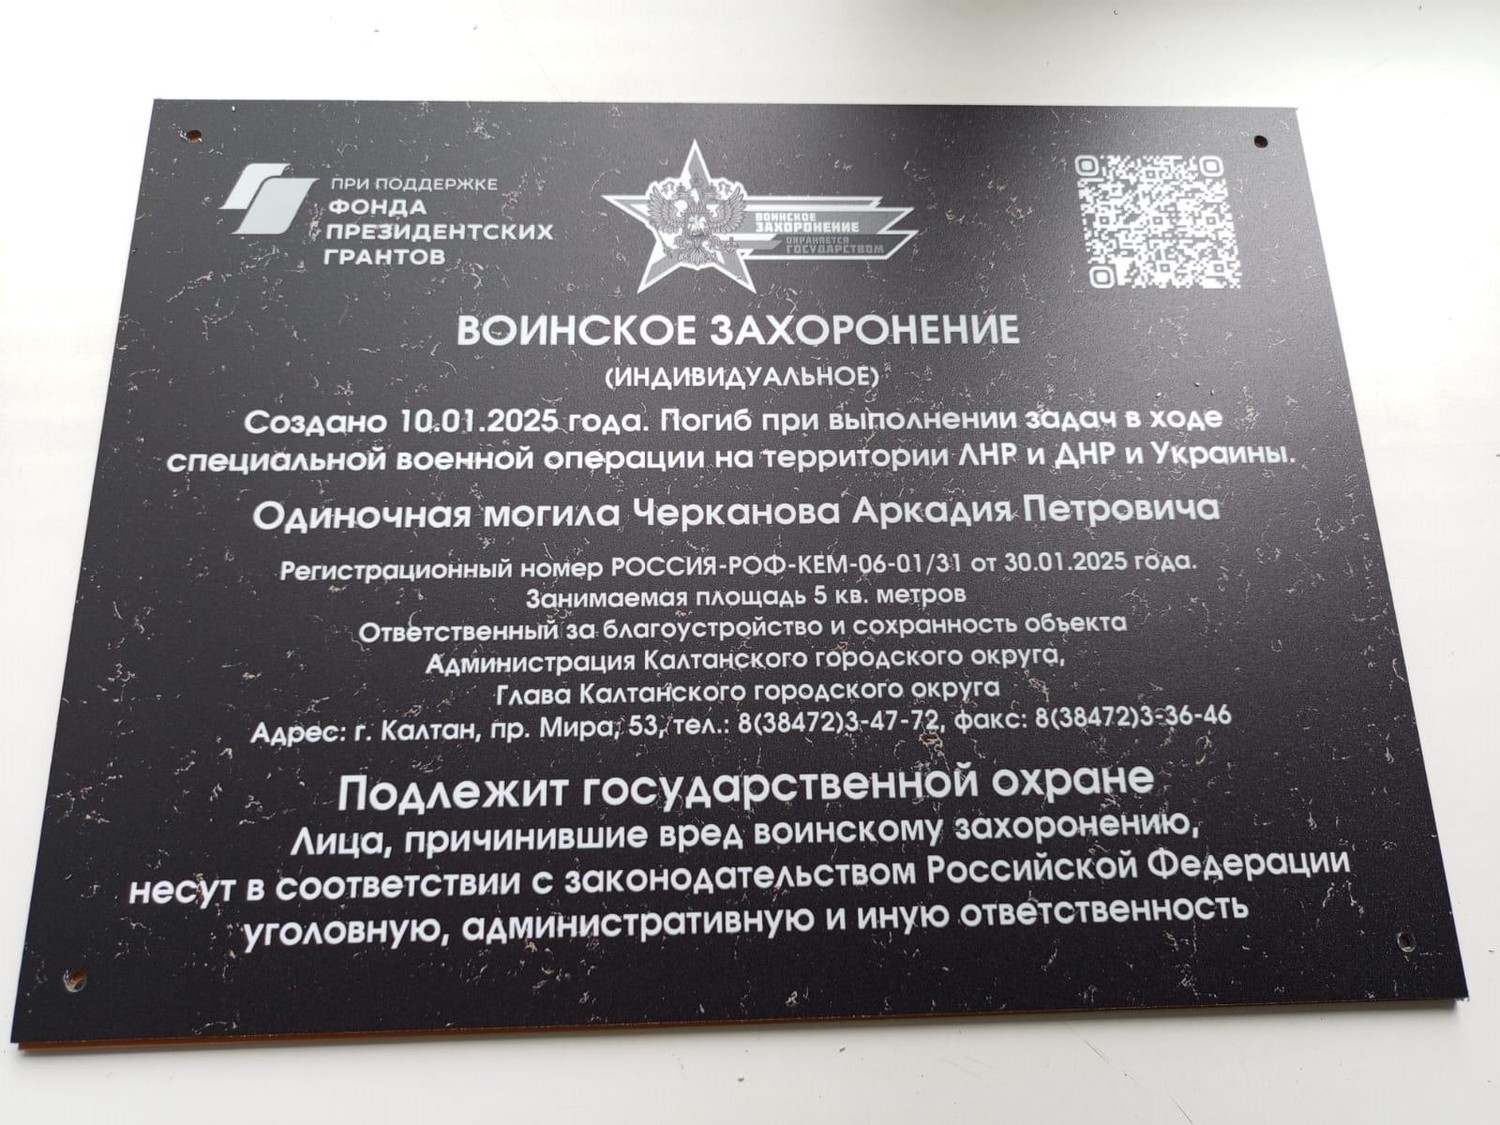 ПРИ ПОДДЕРЖКЕ
ФОНДА
ПРЕЗИДЕНТСКИХ
ГРАНТОВ
ВОИНСКОЕ
ЗАХОРОНЕНИЕ
ОХРАНЯЕТСЯ
ГОСУДАРСТВОМ
ВОИНСКОЕ ЗАХОРОНЕНИЕ
(ИНДИВИДУАЛЬНОЕ)
Создано 10.01.2025 года. Погиб при выполнении задач в ходе
специальной военной операции на территории ЛНР и ДНР и Украины.
Одиночная могила Черканова Аркадия Петровича
Регистрационный номер РОССИЯ-РОФ-КЕМ-06-01/31 от 30.01.2025 года.
Занимаемая площадь 5 кв. метров
Ответственный за благоустройство и сохранность объекта
Администрация Калтанского городского округа,
Глава Калтанского городского округа
Адрес: г. Калтан, пр. Мира, 53, тел.: 8(38472)3-47-72, факс: 8(38472)3-36-46
Подлежит государственной охране
Лица, причинившие вред воинскому захоронению,
несут в соответствии с законодательством Российской Федерации
уголовную, административную и иную ответственность